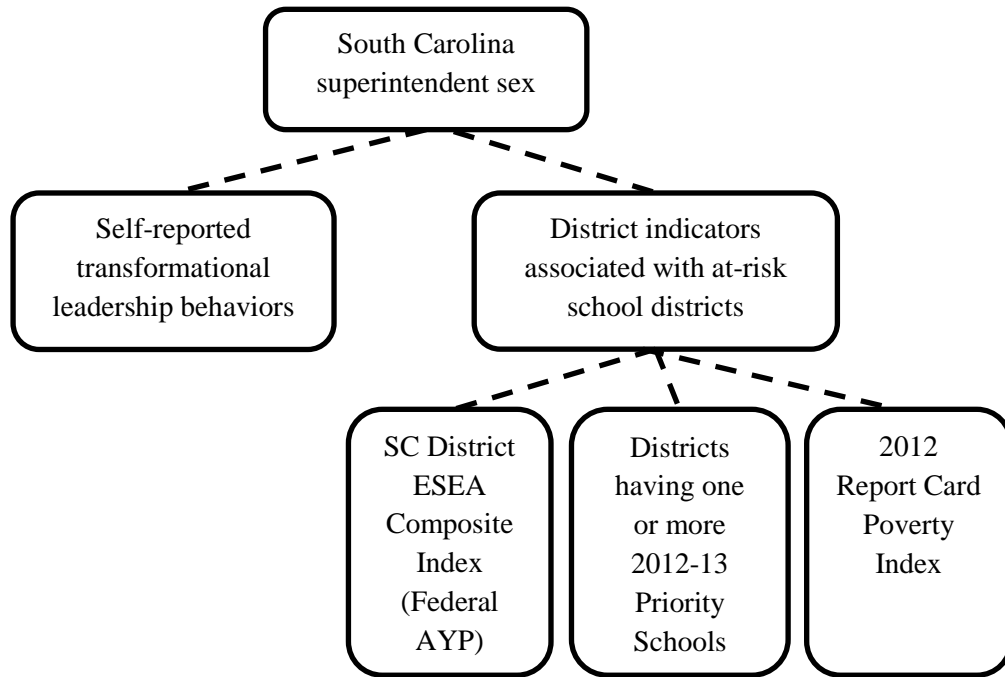 South Carolina
superintendent sex
Self-reported
transformational
leadership behaviors
District indicators
associated with at-risk
school districts
SC District
ESEA
Composite
Index
(Federal
AYP)
Districts
having one
or more
2012-13
Priority
Schools
2012
Report Card
Poverty
Index